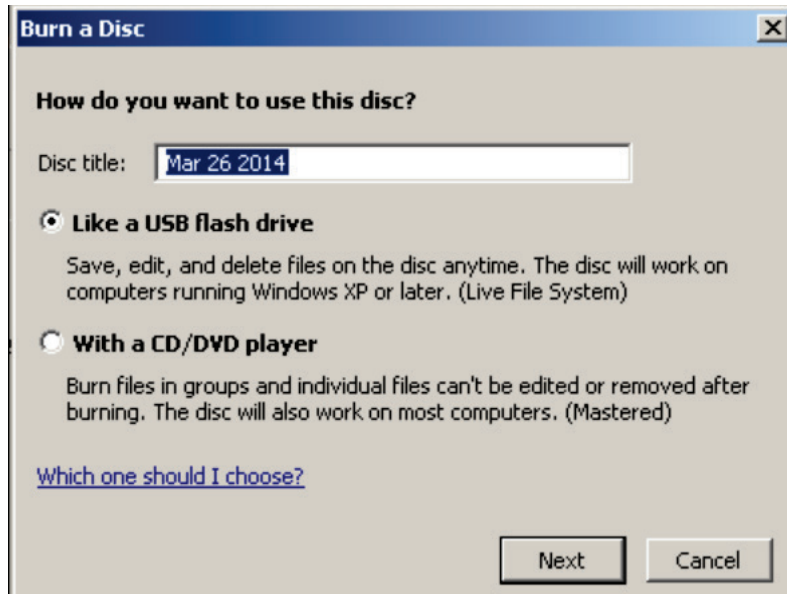 Burn a Disc
How do you want to use this disc?
Disc title: Mar 26 2014
Like a USB flash drive
Save, edit, and delete files on the disc anytime. The disc will work on
computers running Windows XP or later. (Live File System)
With a CD/DVD player
Burn files in groups and individual files can't be edited or removed after
burning. The disc will also work on most computers. (Mastered)
Which one should I choose?
Next Cancel